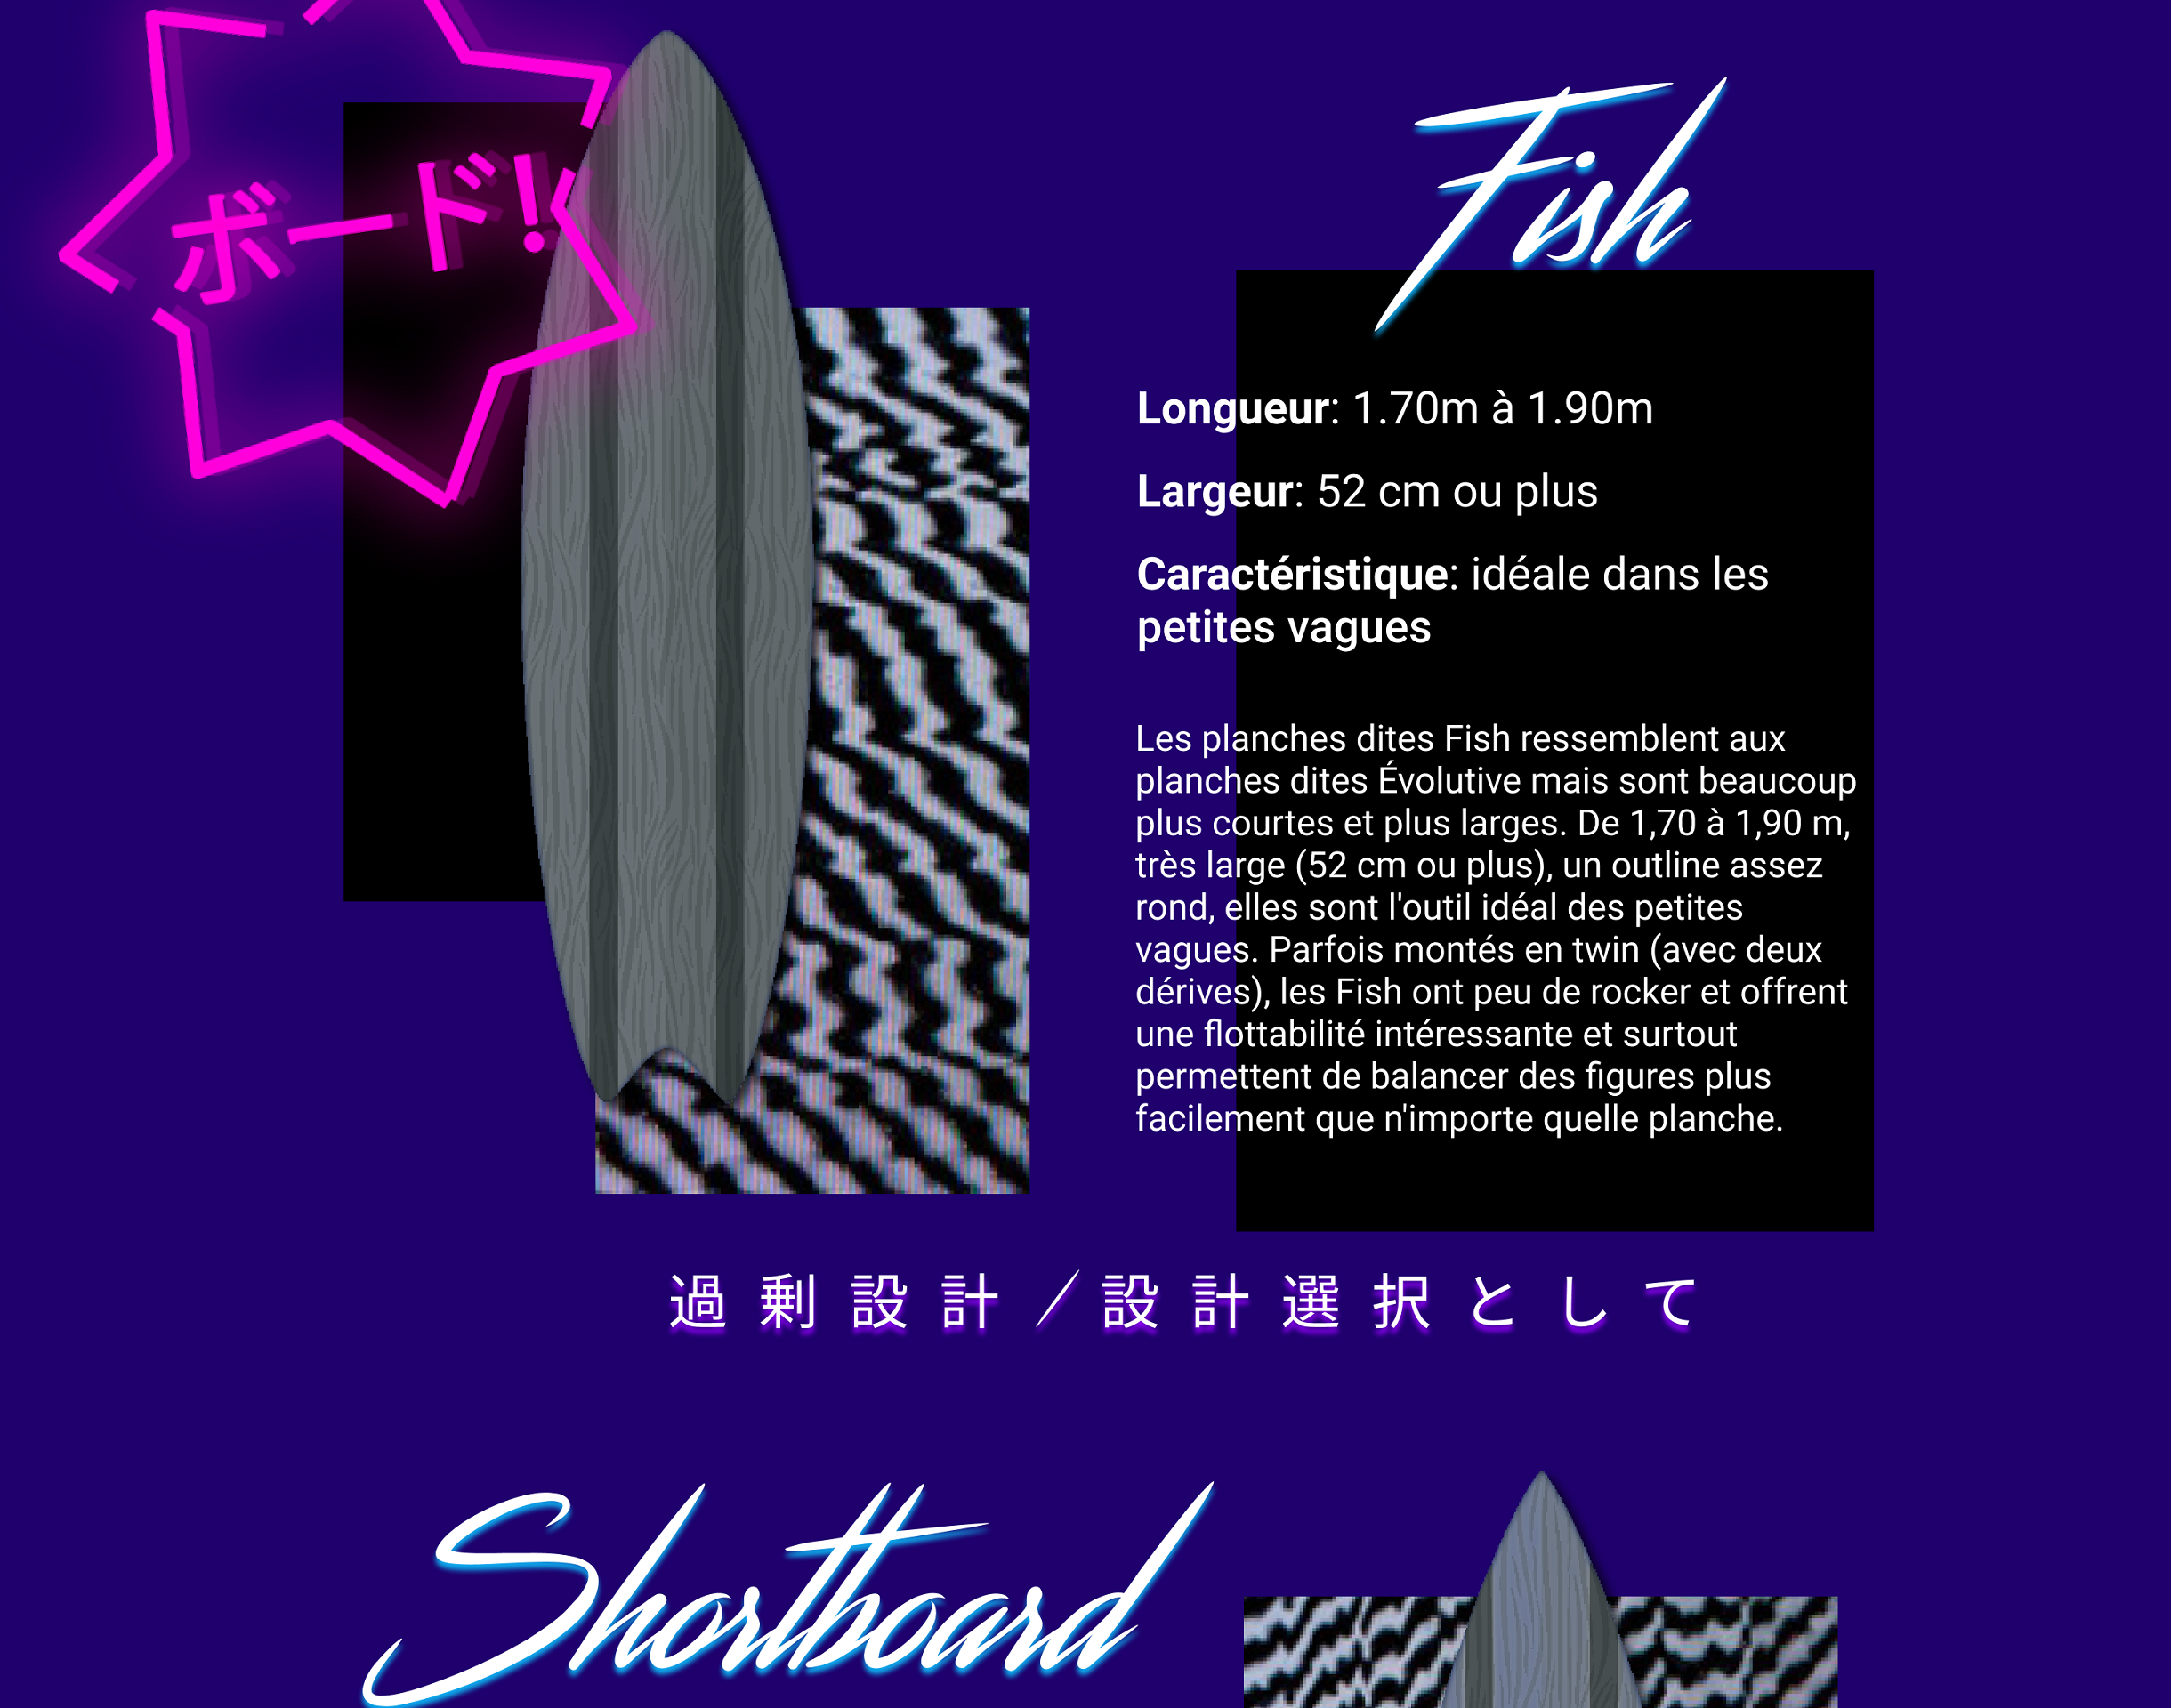 ボード!
Fish
Longueur: 1.70m à 1.90m
Largeur: 52 cm ou plus
Caractéristique: idéale dans les
petites vagues
Les planches dites Fish ressemblent aux
planches dites Évolutive mais sont beaucoup
plus courtes et plus larges. De 1,70 à 1,90 m,
très large (52 cm ou plus), un outline assez
rond, elles sont l'outil idéal des petites
vagues. Parfois montés en twin (avec deux
dérives), les Fish ont peu de rocker et offrent
une flottabilité intéressante et surtout
permettent de balancer des figures plus
facilement que n'importe quelle planche.
過剰設計/設計選択として
Shortboard